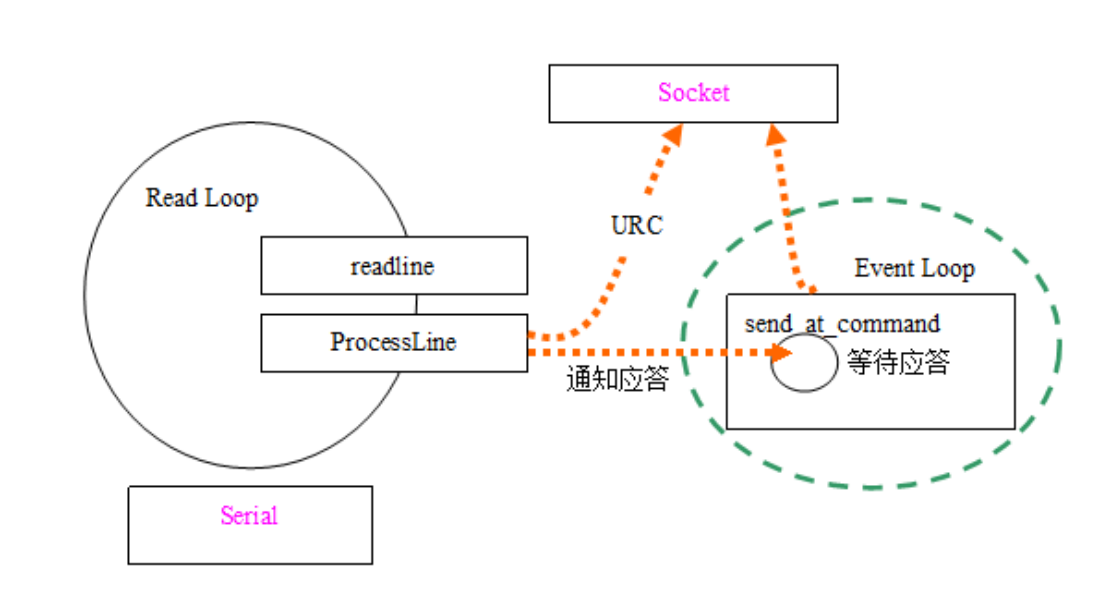 Socket
Read Loop
URC
readline
Event Loop
send_at_command
ProcessLine
等待应答
通知应答
Serial